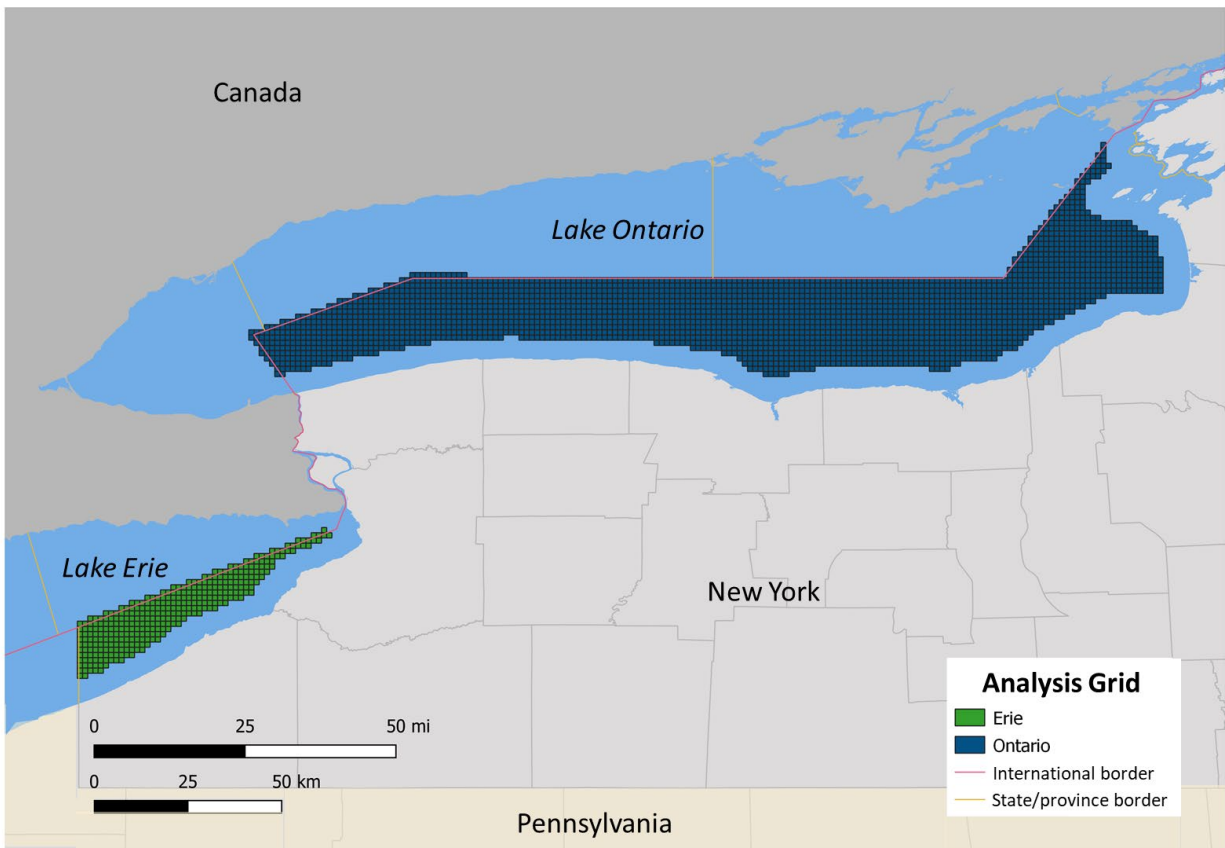 Canada
Lake Ontario
Lake Erie
New York
Analysis Grid
Erie
Ontario
International border
State/province border
0 25 50 mi
0 25 50 km
Pennsylvania